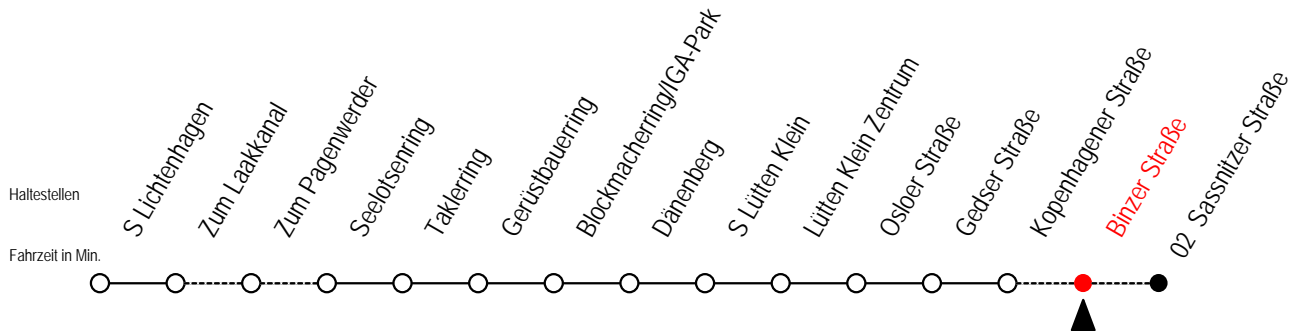 S Lichtenhagen
Zum Laakkanal
Zum Pagenwerder
Seelotsenring
Taklerring
Gerüstbauerring
Blockmacherring/IGA-Park
Dänenberg
S Lütten Klein
Lütten Klein Zentrum
Osloer Straße
Gedser Straße
Kopenhagener Straße
Binzer Straße
02 Sassnitzer Straße
Haltestellen
Fahrzeit in Min.